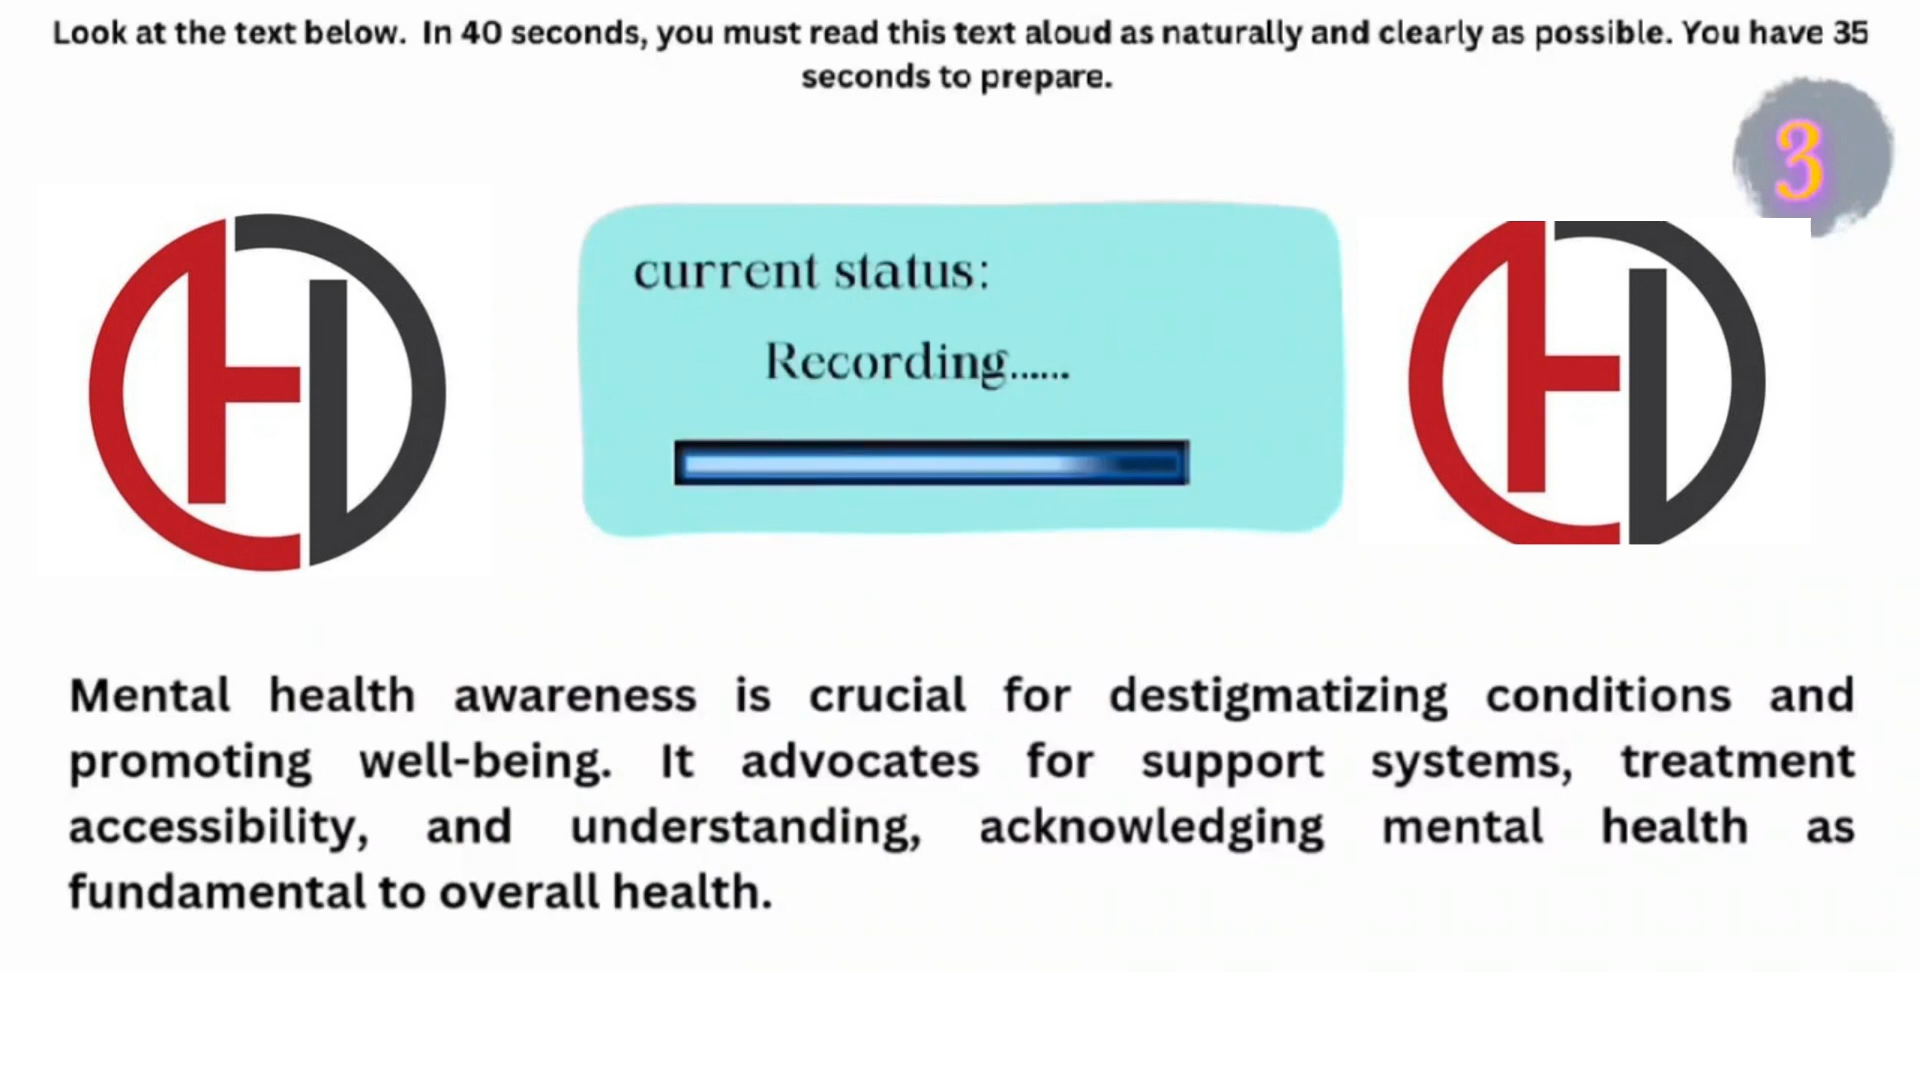 Look at the text below. In 40 seconds, you must read this text aloud as naturally and clearly as possible. You have 35
seconds to prepare.
3
current status:
Recording......
Mental health awareness is crucial for destigmatizing conditions and
promoting well-being. It advocates for support systems, treatment
accessibility, and understanding, acknowledging mental health as
fundamental to overall health.